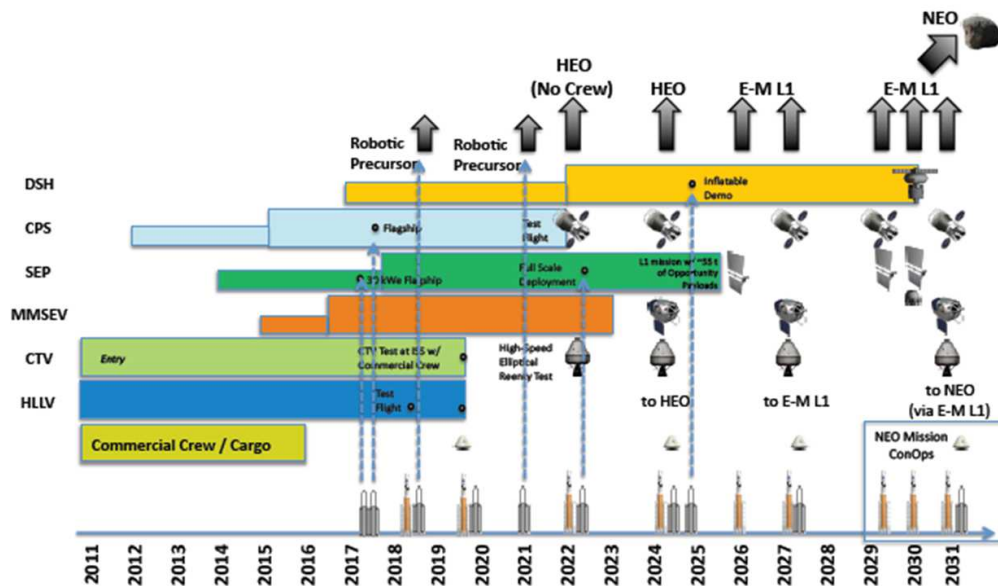 NEO
HEO
(No Crew)
HEO
E-M L1
E-M L1
Robotic
Precursor
Robotic
Precursor
DSH
Inflatable
Demo
CPS
Flagship
Test
Flight
SEP
30 kWe Flagship
Full Scale
Deployment
L1 mission w/ ~55 t
of Opportunity
Payloads
MMSEV
CTV
Entry
CTV Test at ISS w/
Commercial Crew
High-Speed
Elliptical
Reentry Test
HLLV
Test
Flight
to HEO
to E-M L1
to NEO
(via E-M L1)
Commercial Crew / Cargo
NEO Mission
ConOps
2011
2012
2013
2014
2015
2016
2017
2018
2019
2020
2021
2022
2023
2024
2025
2026
2027
2028
2029
2030
2031